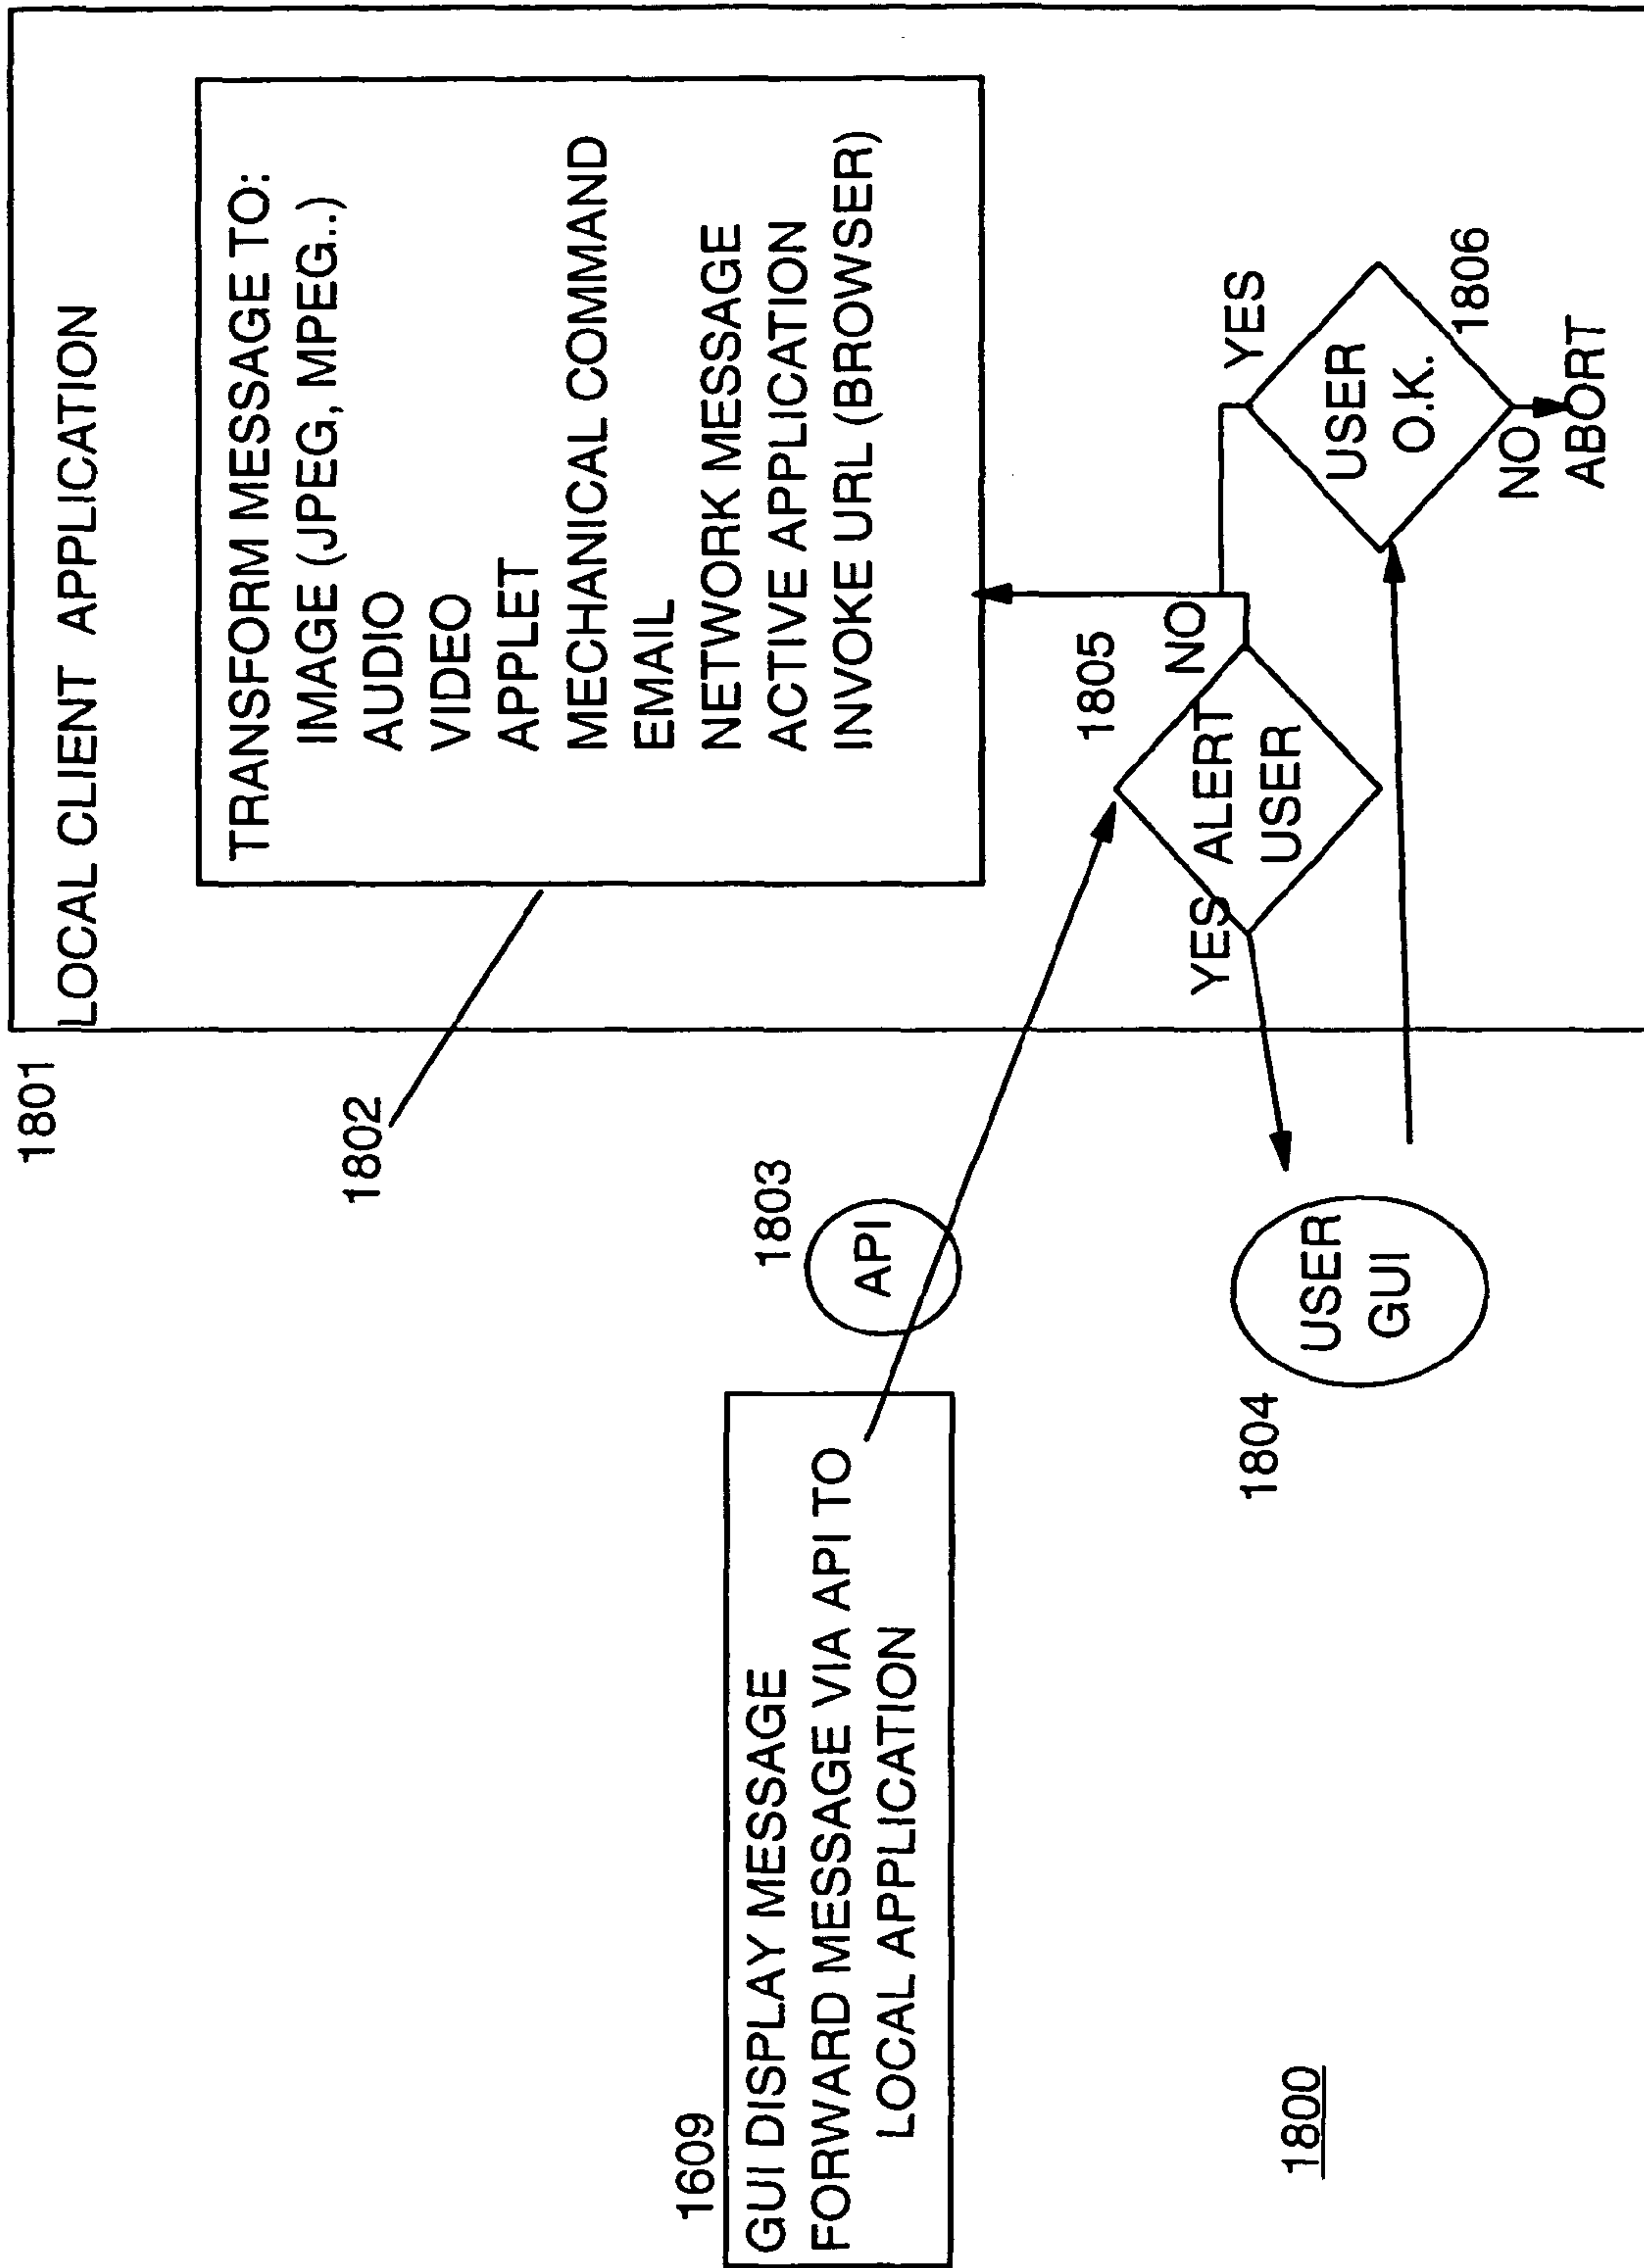 1801
LOCAL CLIENT APPLICATION
1802
TRANSFORM MESSAGE TO:
IMAGE (JPEG, MPEG..)
AUDIO
VIDEO
APPLET
MECHANICAL COMMAND
EMAIL
NETWORK MESSAGE
ACTIVE APPLICATION
INVOKE URL (BROWSER)
1609
GUI DISPLAY MESSAGE
FORWARD MESSAGE VIA API TO
LOCAL APPLICATION
1803
API
1805
YES
ALERT
USER
NO
1804
USER
GUI
YES
USER
O.K.
1806
NO
ABORT
1800